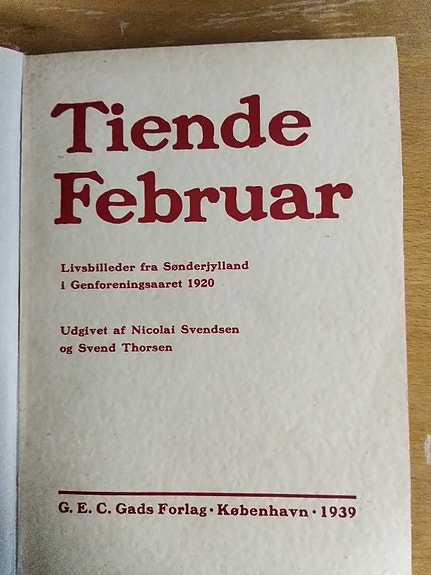 Tiende
Februar
Livsbilleder fra Sønderjylland
i Genforeningsaaret 1920
Udgivet af Nicolai Svendsen
og Svend Thorsen
G. E. C. Gads Forlag · København · 1939